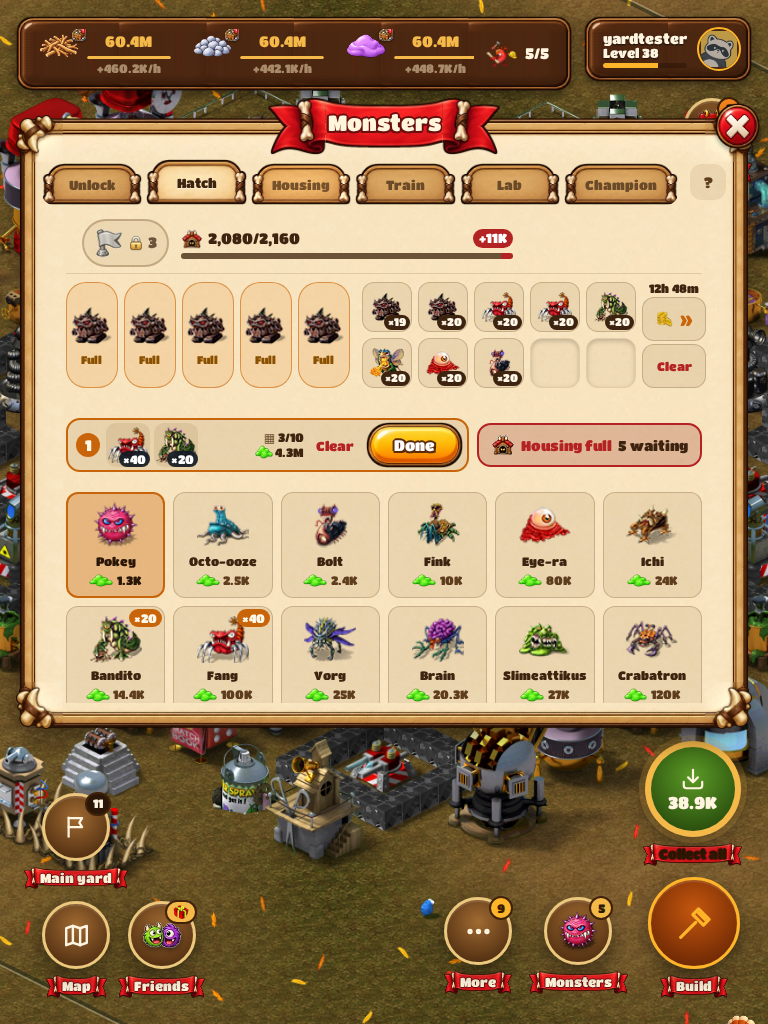 60.4M
+460.2K/h
60.4M
+442.1K/h
60.4M
+448.7K/h
5/5
yardtester
Level 38
Monsters
Unlock
Hatch
Housing
Train
Lab
Champion
?
3
2,080/2,160
+11K
Full
Full
Full
Full
Full
×19
×20
×20
×20
×20
12h 48m
×20
×20
×20
Clear
1
×40
×20
3/10
4.3M
Clear
Done
Housing full 5 waiting
Pokey
1.3K
Octo-ooze
2.5K
Bolt
2.4K
Fink
10K
Eye-ra
80K
Ichi
24K
×20
Bandito
14.4K
×40
Fang
100K
Vorg
25K
Brain
20.3K
Slimeattikus
27K
Crabatron
120K
SPRAY
11
Main yard
38.9K
Collect all
Map
Friends
9
More
5
Monsters
Build